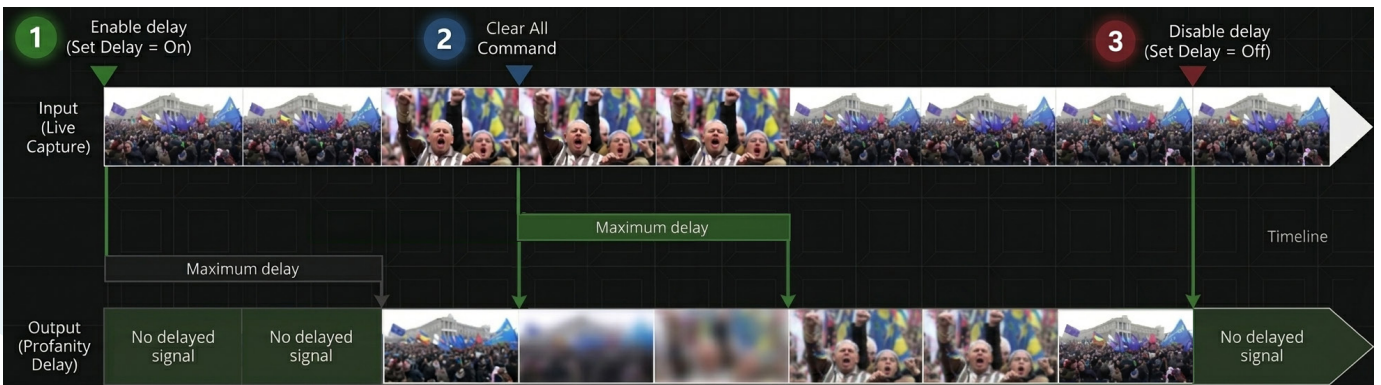 1
Enable delay
(Set Delay = On)
2
Clear All
Command
3
Disable delay
(Set Delay = Off)
Input
(Live
Capture)
Maximum delay
Timeline
Maximum delay
Output
(Profanity
Delay)
No delayed
signal
No delayed
signal
No delayed
signal